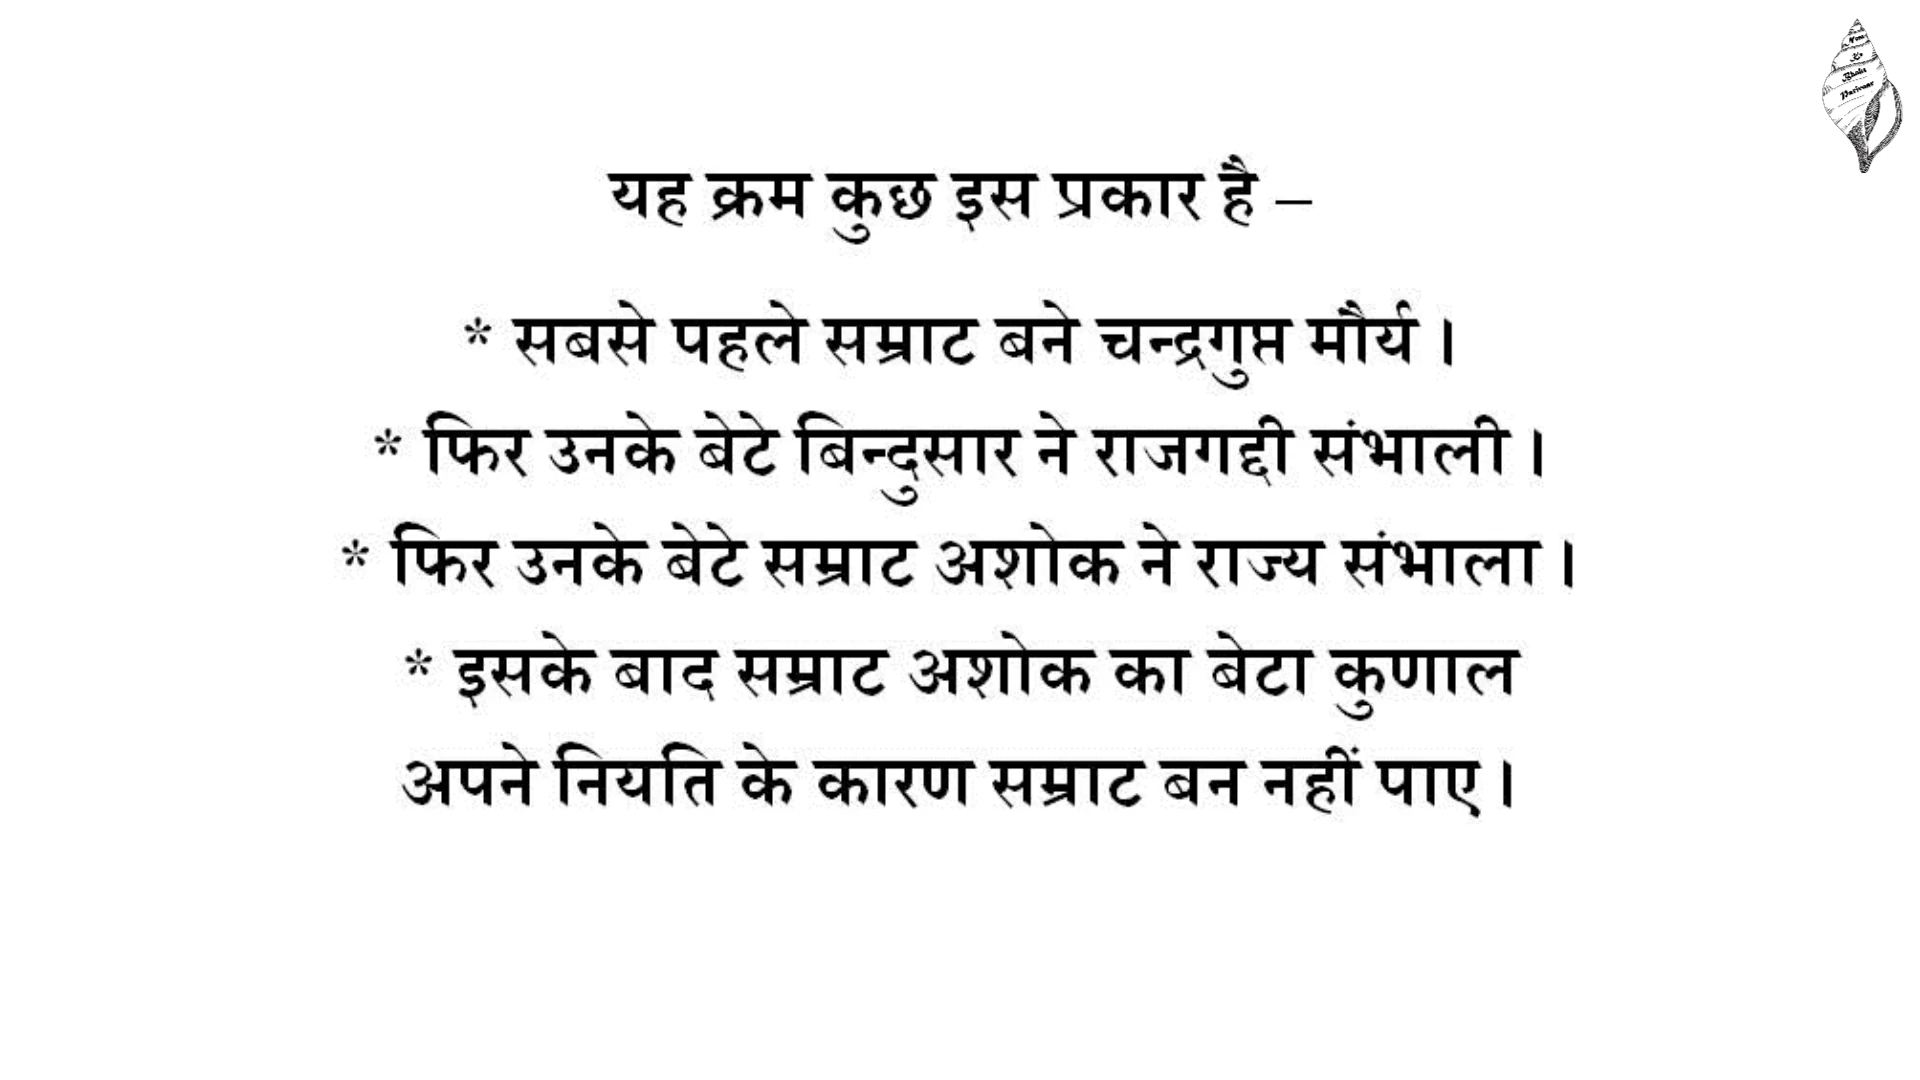 यह क्रम कुछ इस प्रकार है –
* सबसे पहले सम्राट बने चन्द्रगुप्त मौर्य।
* फिर उनके बेटे बिन्दुसार ने राजगद्दी संभाली।
* फिर उनके बेटे सम्राट अशोक ने राज्य संभाला।
* इसके बाद सम्राट अशोक का बेटा कुणाल
अपने नियति के कारण सम्राट बन नहीं पाए।